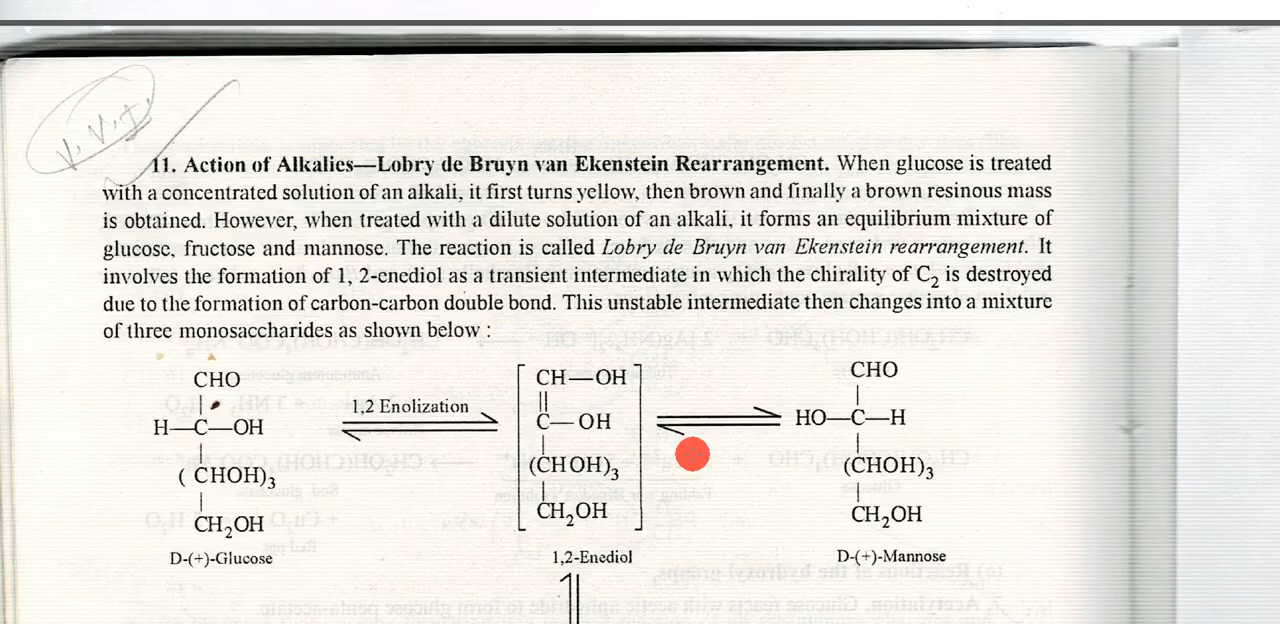 V.V.I.
11. Action of Alkalies—Lobry de Bruyn van Ekenstein Rearrangement. When glucose is treated
with a concentrated solution of an alkali, it first turns yellow, then brown and finally a brown resinous mass
is obtained. However, when treated with a dilute solution of an alkali, it forms an equilibrium mixture of
glucose, fructose and mannose. The reaction is called Lobry de Bruyn van Ekenstein rearrangement. It
involves the formation of 1, 2-enediol as a transient intermediate in which the chirality of C₂ is destroyed
due to the formation of carbon-carbon double bond. This unstable intermediate then changes into a mixture
of three monosaccharides as shown below :
CHO
H—C—OH
(CHOH)₃
CH₂OH
D-(+)-Glucose
1,2 Enolization
CH—OH
C—OH
(CHOH)₃
CH₂OH
1,2-Enediol
CHO
HO—C—H
(CHOH)₃
CH₂OH
D-(+)-Mannose